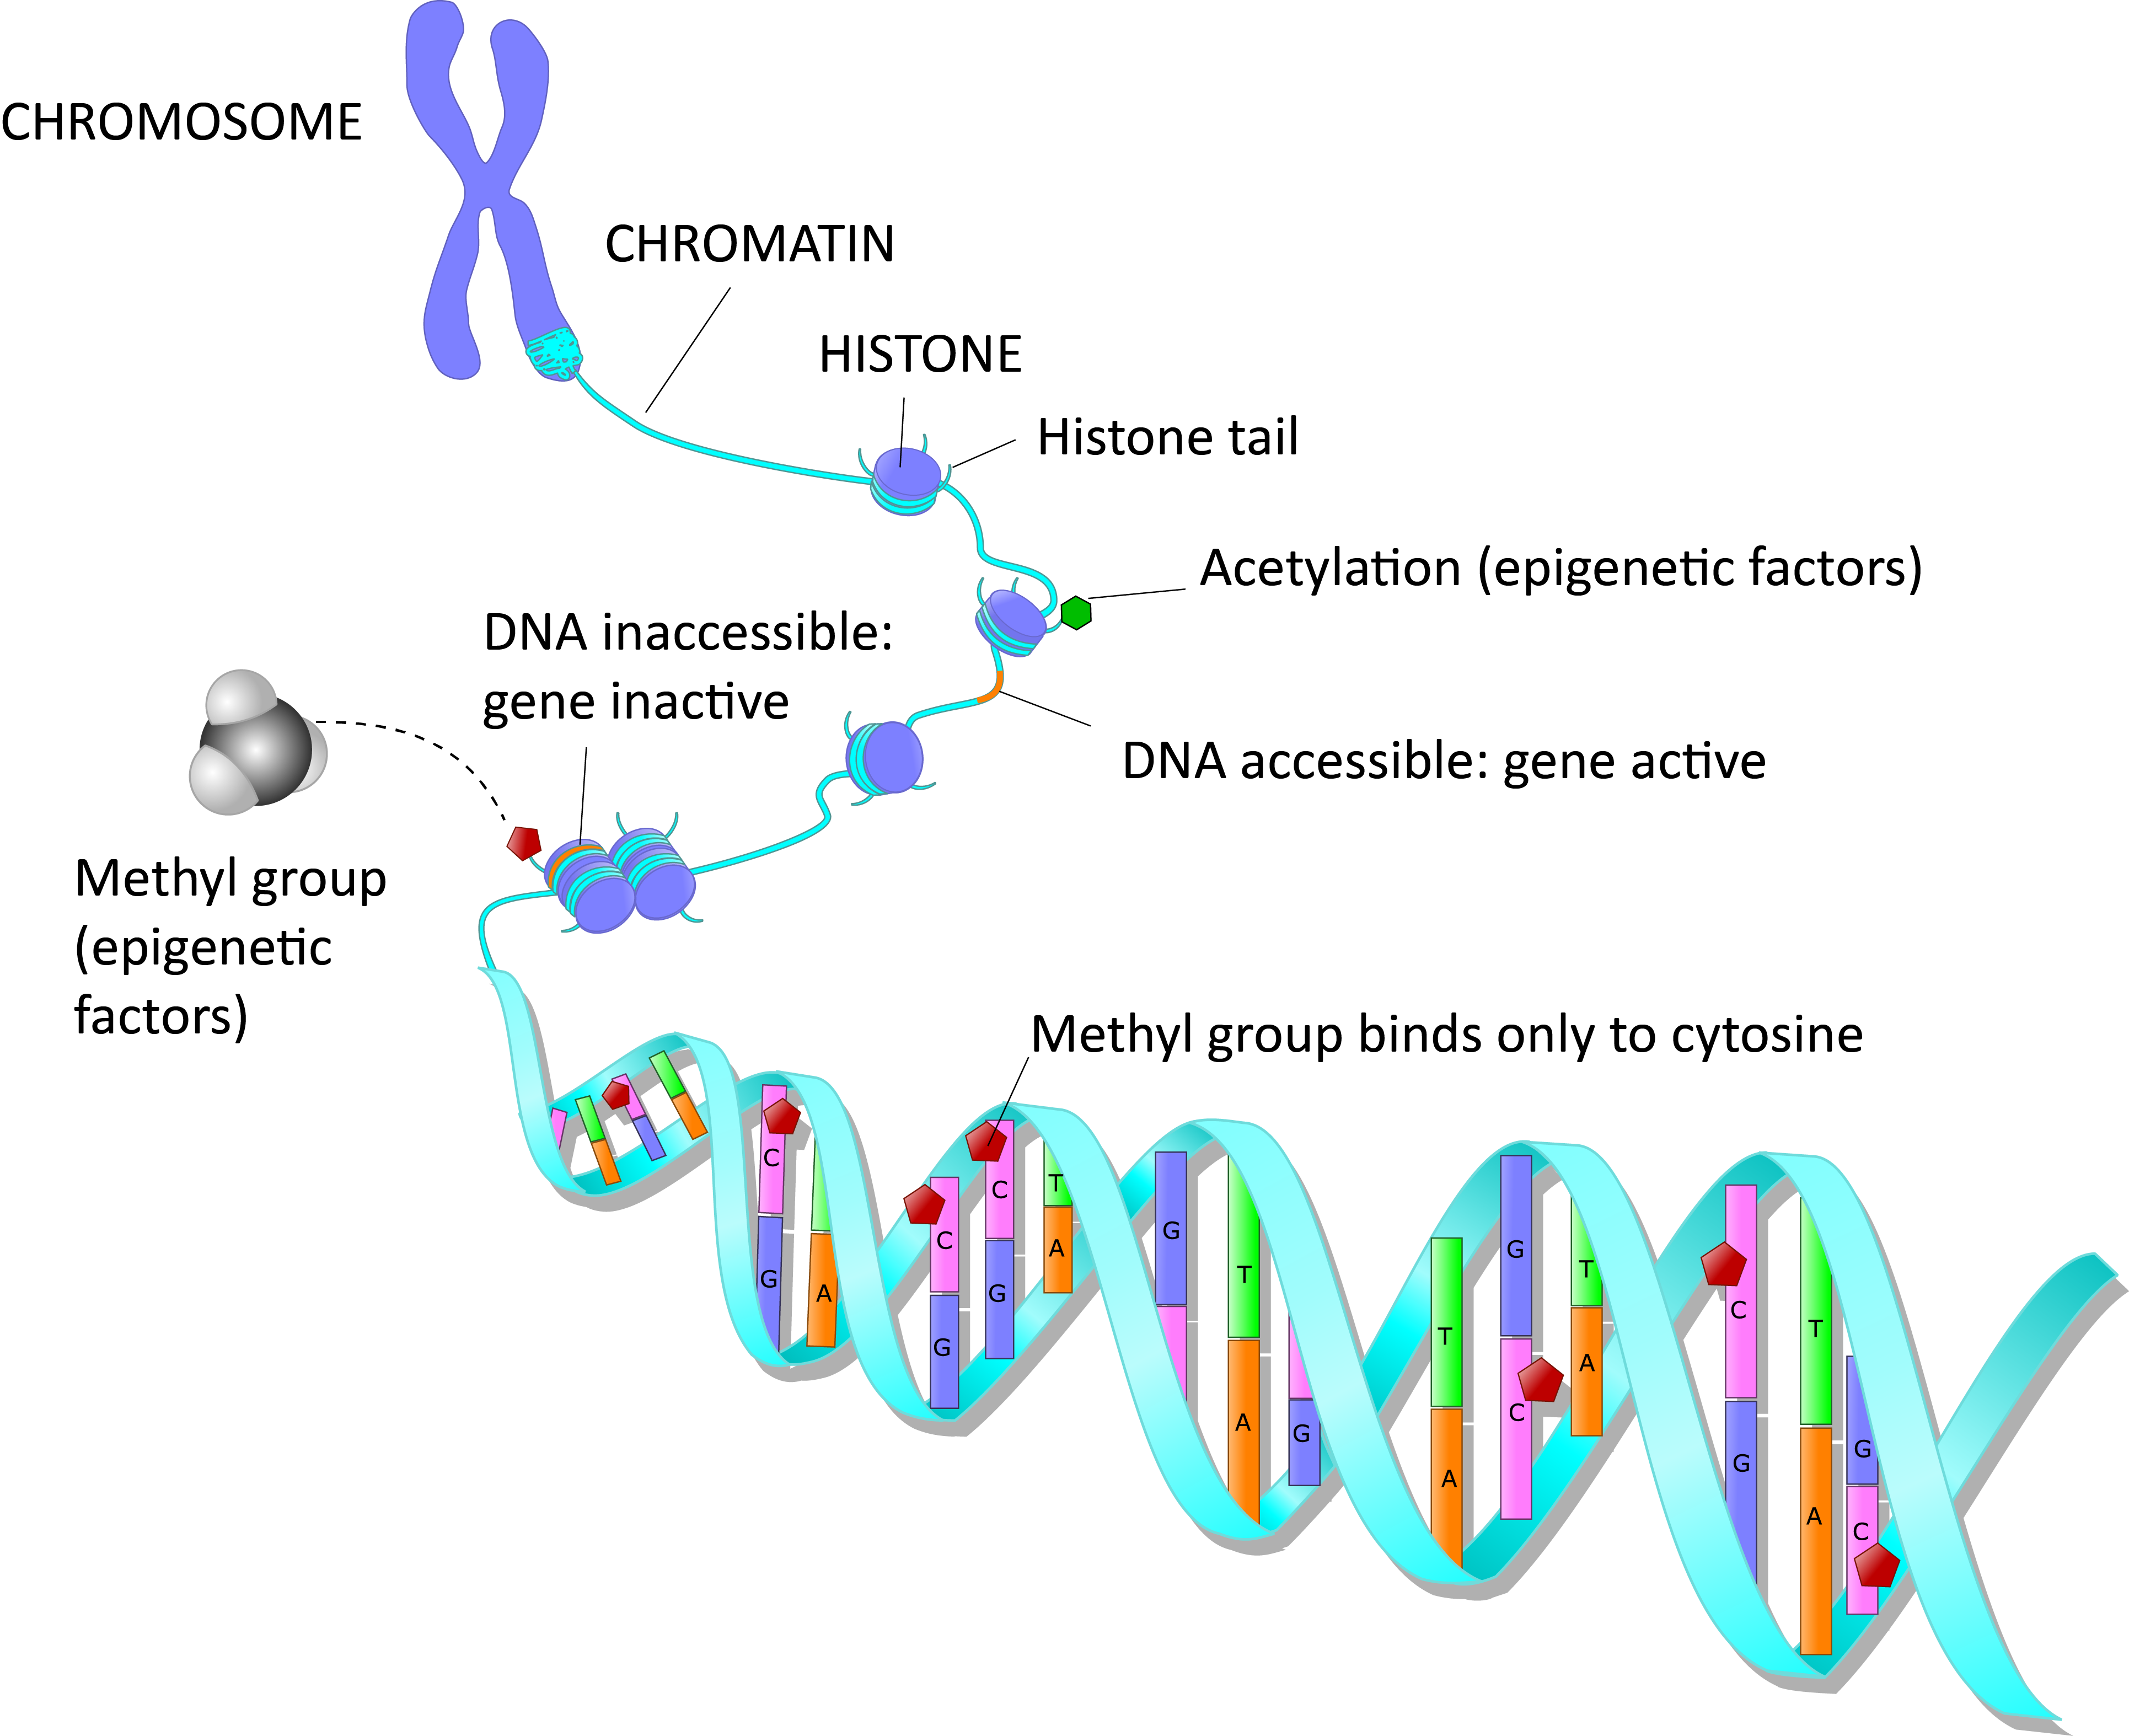 CHROMOSOME
CHROMATIN
HISTONE
Histone tail
Acetylation (epigenetic factors)
DNA inaccessible:
gene inactive
DNA accessible: gene active
Methyl group
(epigenetic
factors)
Methyl group binds only to cytosine
C
G
A
C
G
C
G
T
A
G
T
A
G
T
A
G
C
T
A
C
G
T
A
G
C